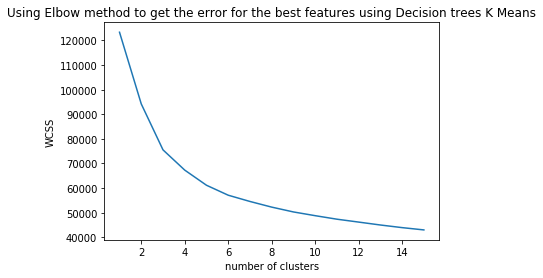 Using Elbow method to get the error for the best features using Decision trees K Means
120000
110000
100000
90000
80000
70000
60000
50000
40000
WCSS
2 4 6 8 10 12 14
number of clusters